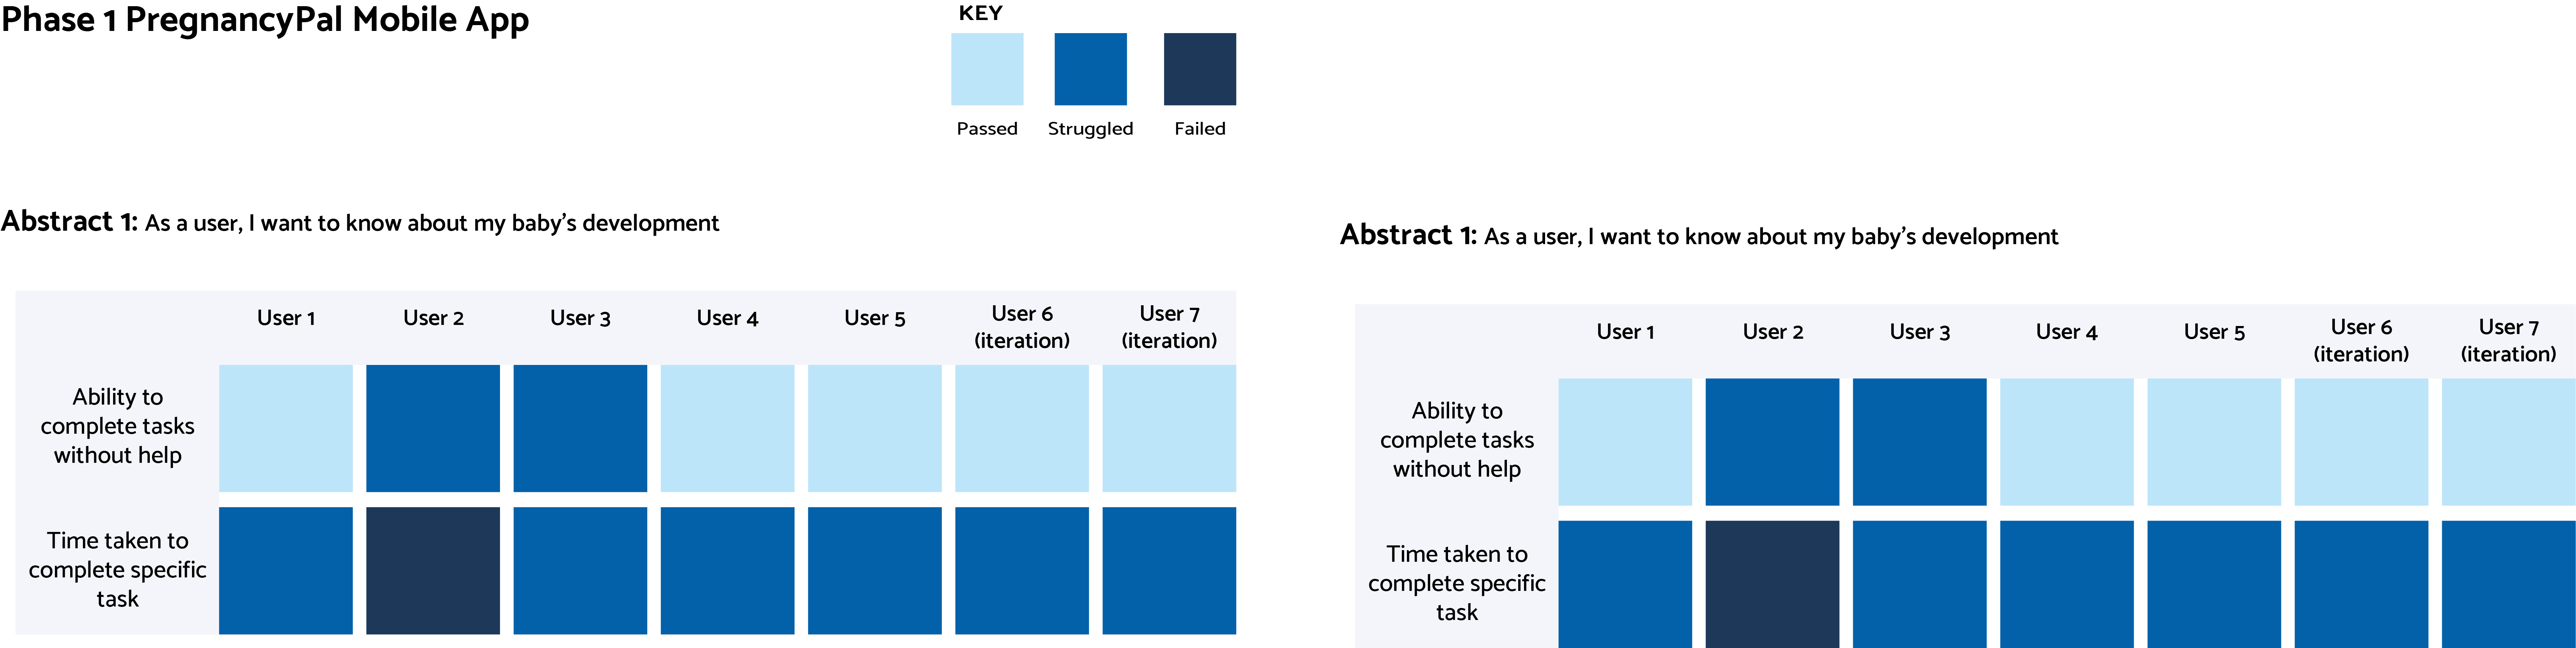 Phase 1 PregnancyPal Mobile App
KEY
Passed
Struggled
Failed
Abstract 1: As a user, I want to know about my baby’s development
User 1
User 2
User 3
User 4
User 5
User 6
(iteration)
User 7
(iteration)
Ability to
complete tasks
without help
Time taken to
complete specific
task
Abstract 1: As a user, I want to know about my baby’s development
User 1
User 2
User 3
User 4
User 5
User 6
(iteration)
User 7
(iteration)
Ability to
complete tasks
without help
Time taken to
complete specific
task